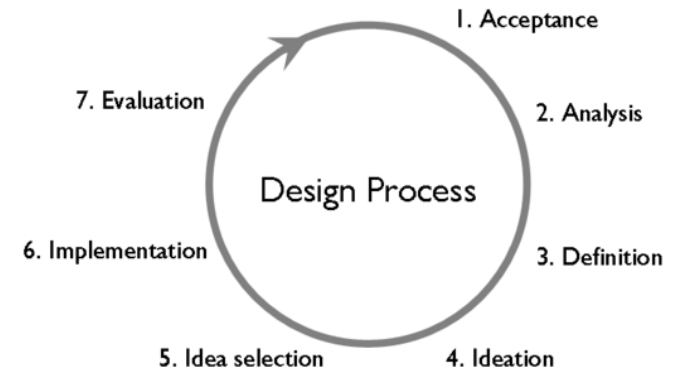 Design Process
1. Acceptance
2. Analysis
3. Definition
4. Ideation
5. Idea selection
6. Implementation
7. Evaluation